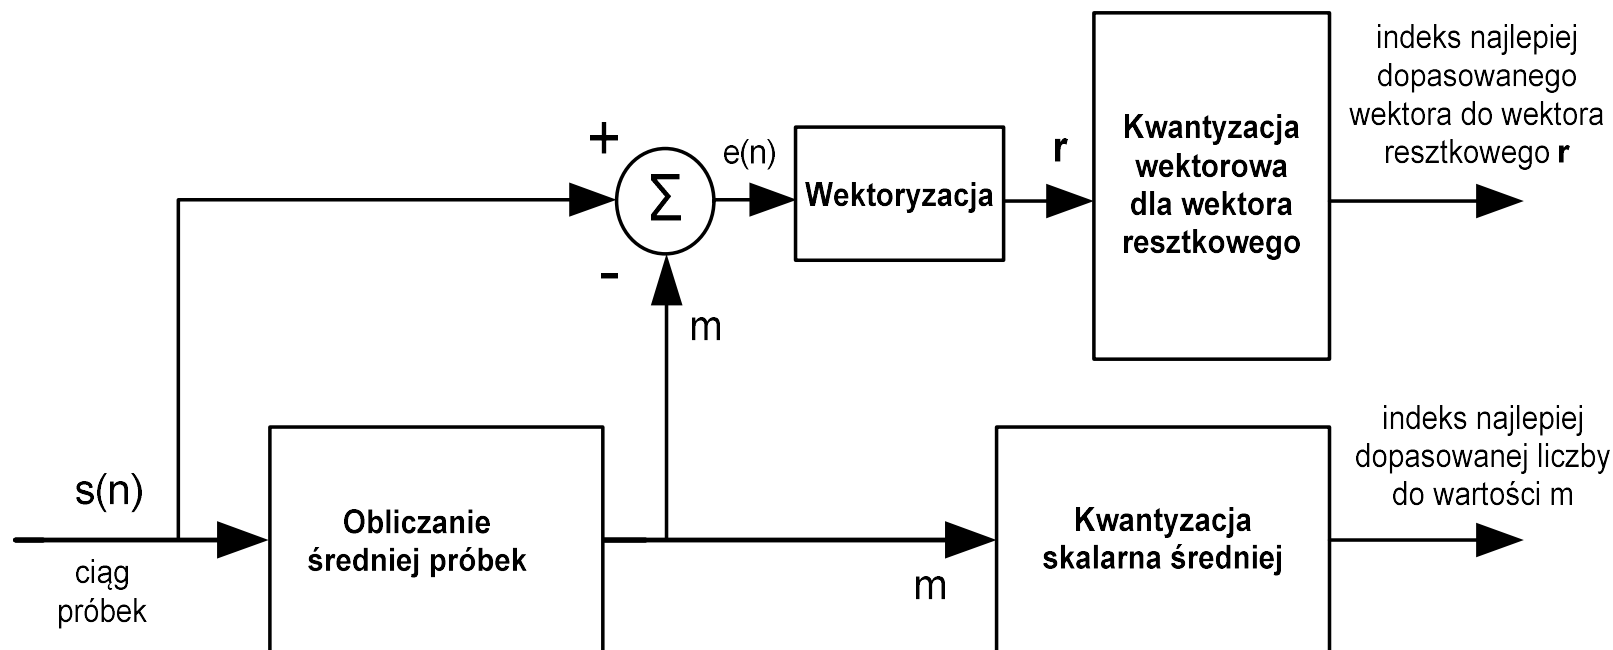 indeks najlepiej
dopasowanego
wektora do wektora
resztkowego r
+
Σ
-
e(n)
Wektoryzacja
r
Kwantyzacja
wektorowa
dla wektora
resztkowego
m
s(n)
ciąg
próbek
Obliczanie
średniej próbek
m
Kwantyzacja
skalarna średniej
indeks najlepiej
dopasowanej liczby
do wartości m